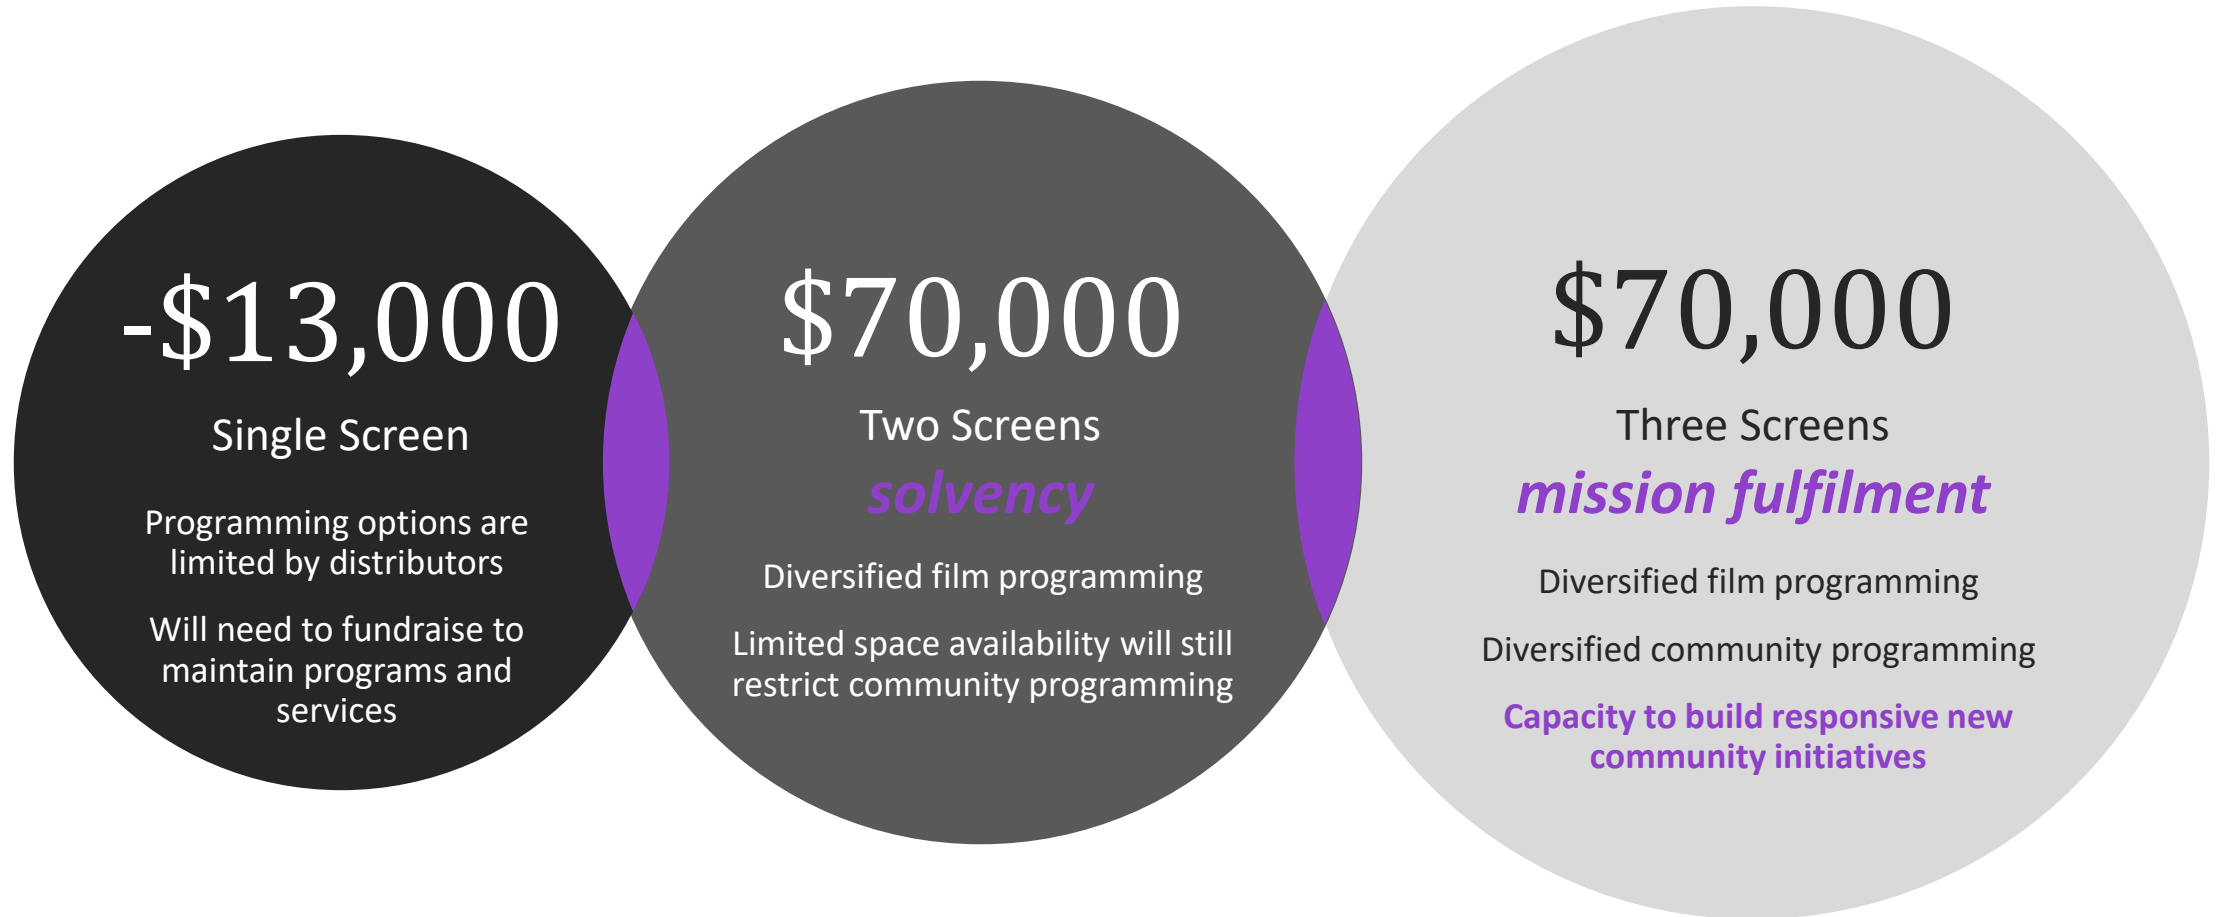 -$13,000
Single Screen
Programming options are
limited by distributors
Will need to fundraise to
maintain programs and
services
$70,000
Two Screens
solvency
Diversified film programming
Limited space availability will still
restrict community programming
$70,000
Three Screens
mission fulfilment
Diversified film programming
Diversified community programming
Capacity to build responsive new
community initiatives